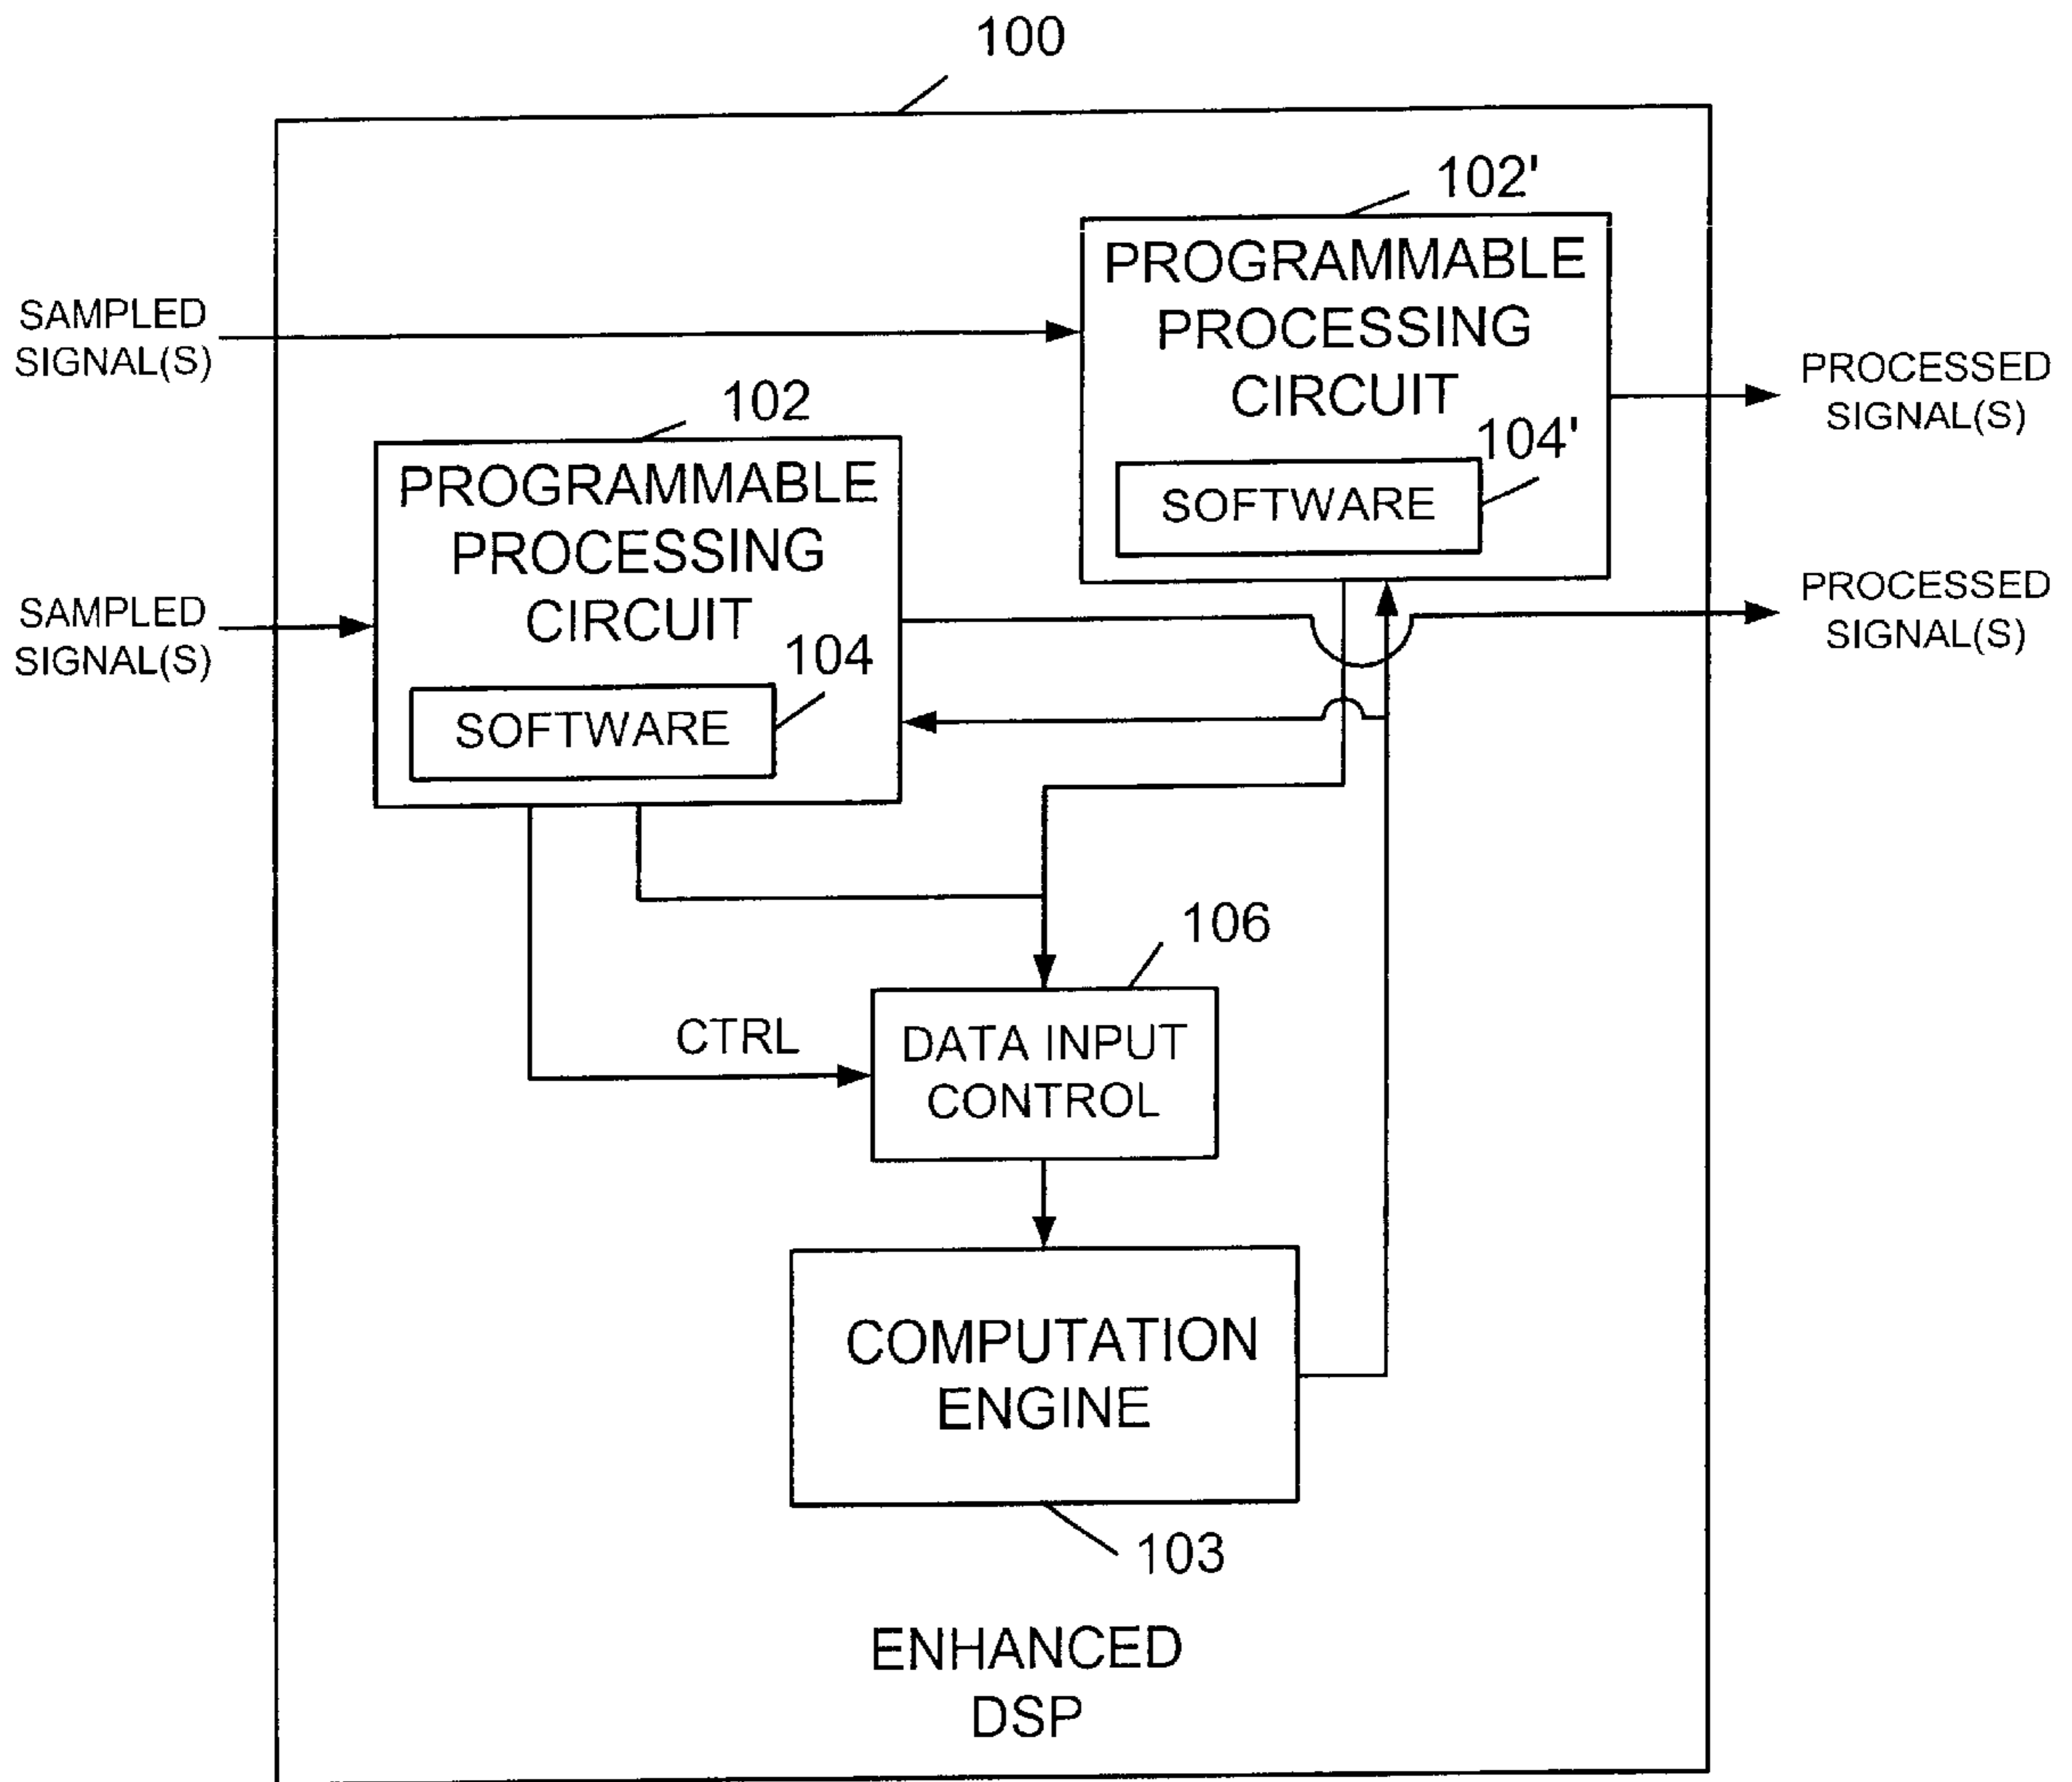 100
102'
PROGRAMMABLE
PROCESSING
CIRCUIT
104'
SOFTWARE
SAMPLED
SIGNAL(S)
PROCESSED
SIGNAL(S)
102
PROGRAMMABLE
PROCESSING
CIRCUIT
104
SOFTWARE
SAMPLED
SIGNAL(S)
PROCESSED
SIGNAL(S)
106
CTRL
DATA INPUT
CONTROL
COMPUTATION
ENGINE
103
ENHANCED
DSP